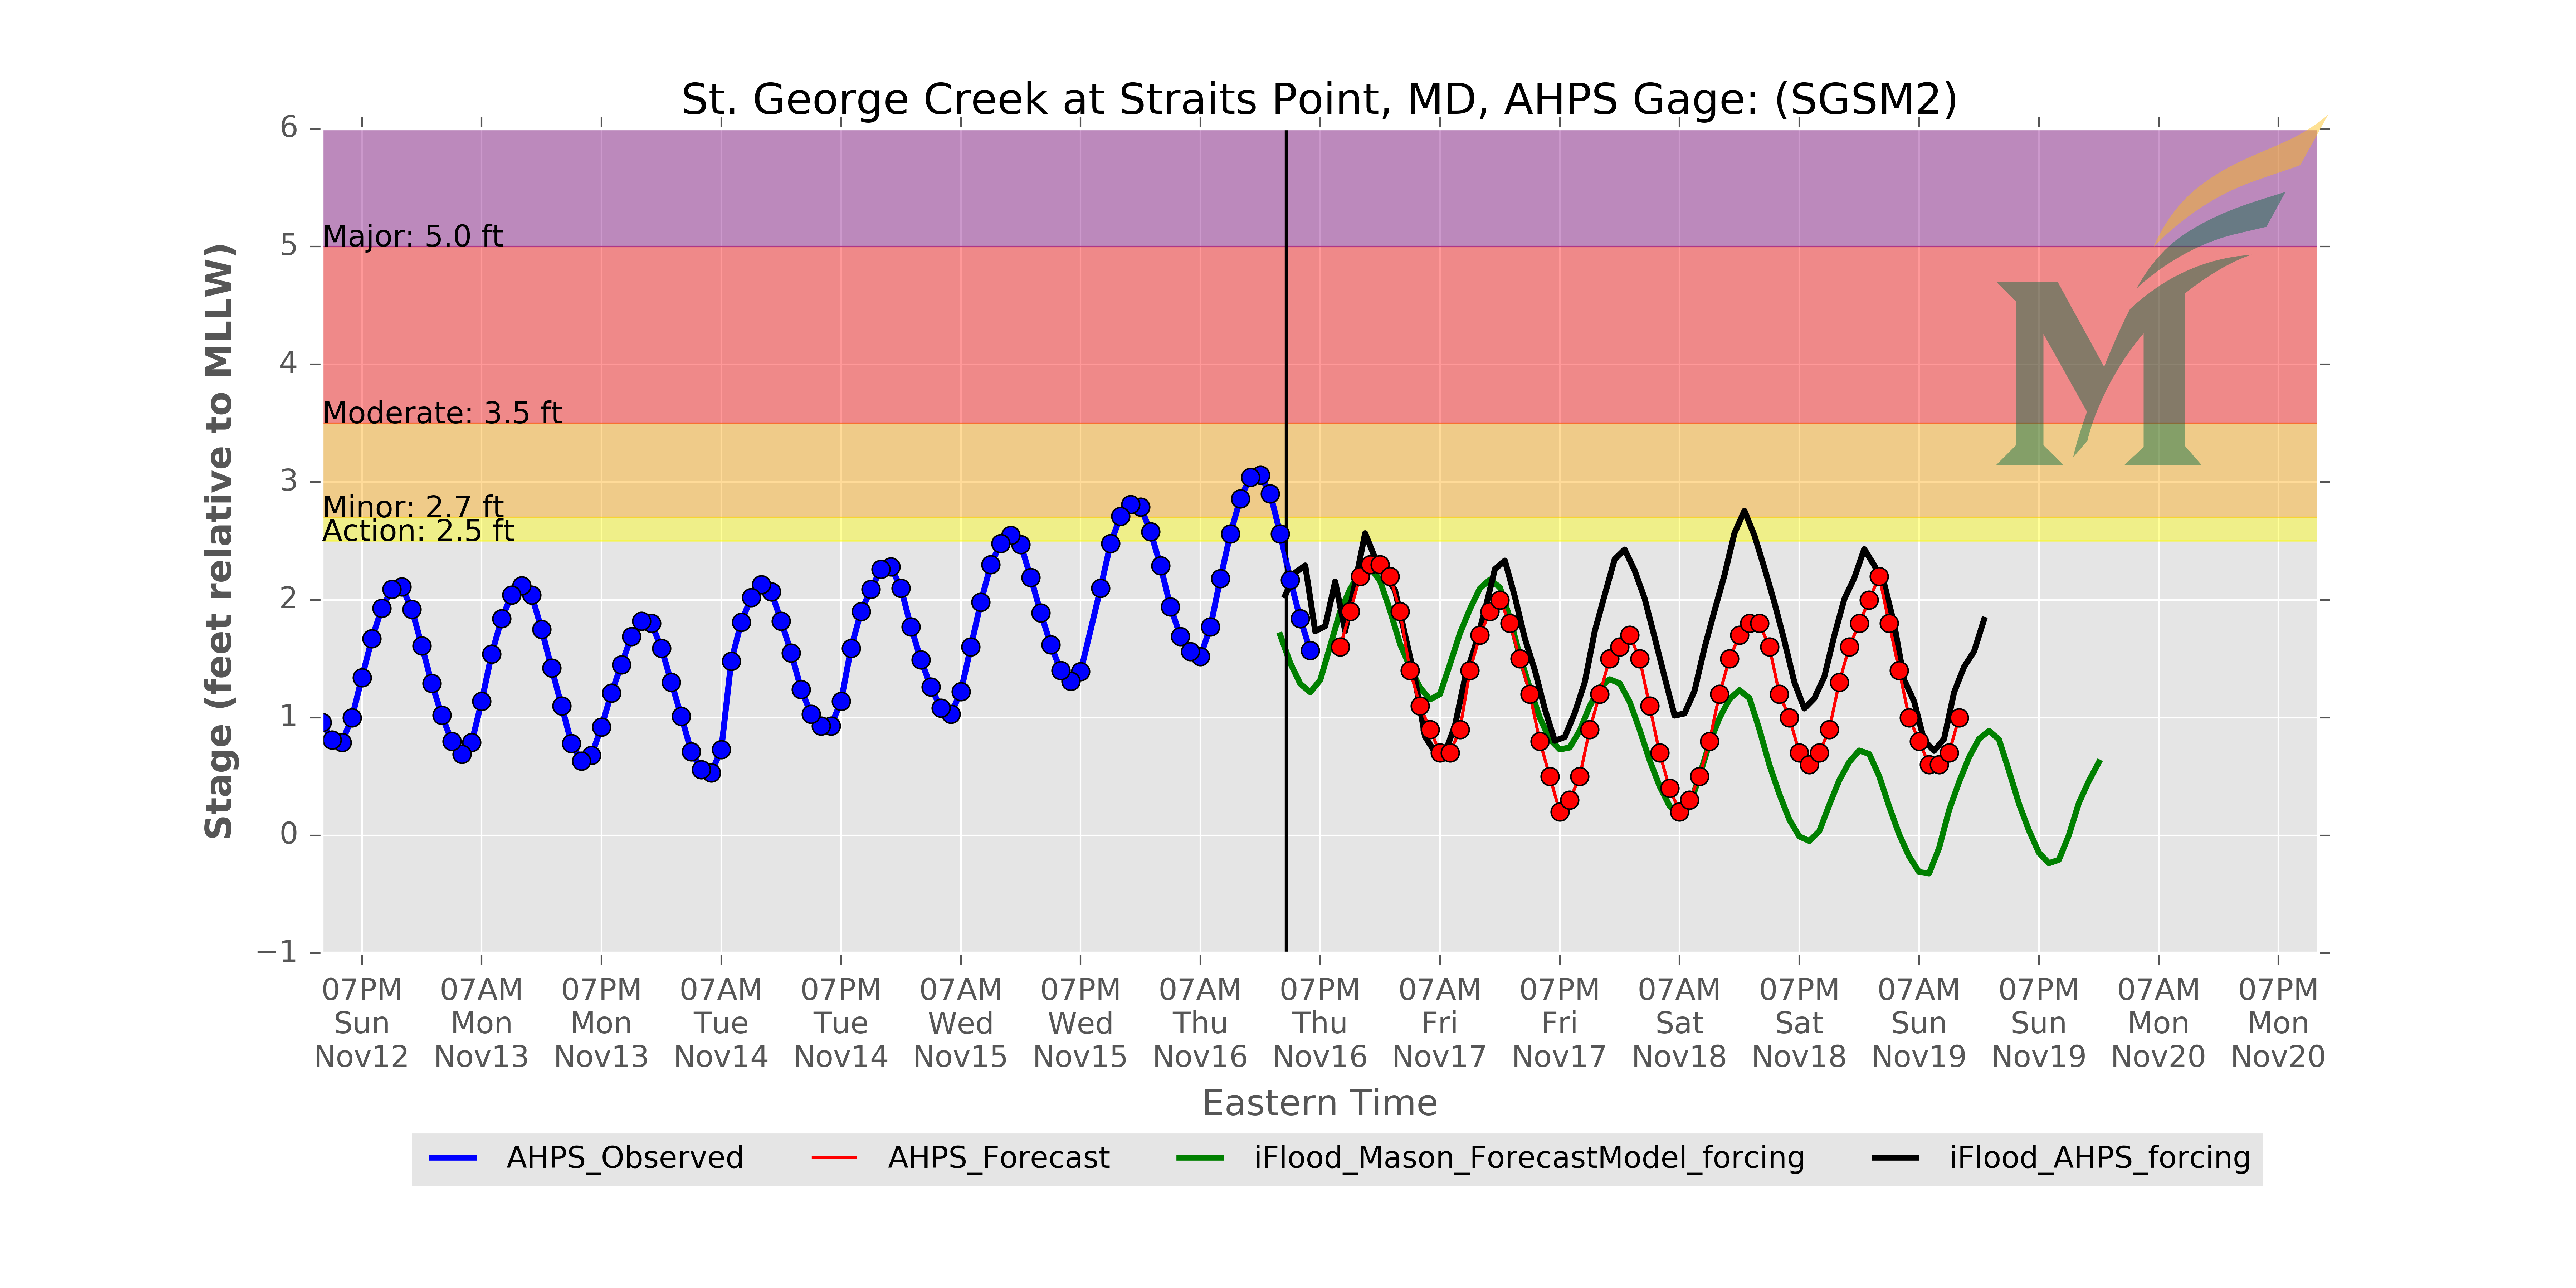 St. George Creek at Straits Point, MD, AHPS Gage: (SGSM2)
Stage (feet relative to MLLW)
6
5
4
3
2
1
0
−1
Major: 5.0 ft
Moderate: 3.5 ft
Minor: 2.7 ft
Action: 2.5 ft
M
07PM 07AM 07PM 07AM 07PM 07AM 07PM 07AM 07PM 07AM 07PM 07AM 07PM 07AM 07PM 07AM 07PM
Sun Mon Mon Tue Tue Wed Wed Thu Thu Fri Fri Sat Sat Sun Sun Mon Mon
Nov12 Nov13 Nov13 Nov14 Nov14 Nov15 Nov15 Nov16 Nov16 Nov17 Nov17 Nov18 Nov18 Nov19 Nov19 Nov20 Nov20
Eastern Time
AHPS_Observed AHPS_Forecast iFlood_Mason_ForecastModel_forcing iFlood_AHPS_forcing